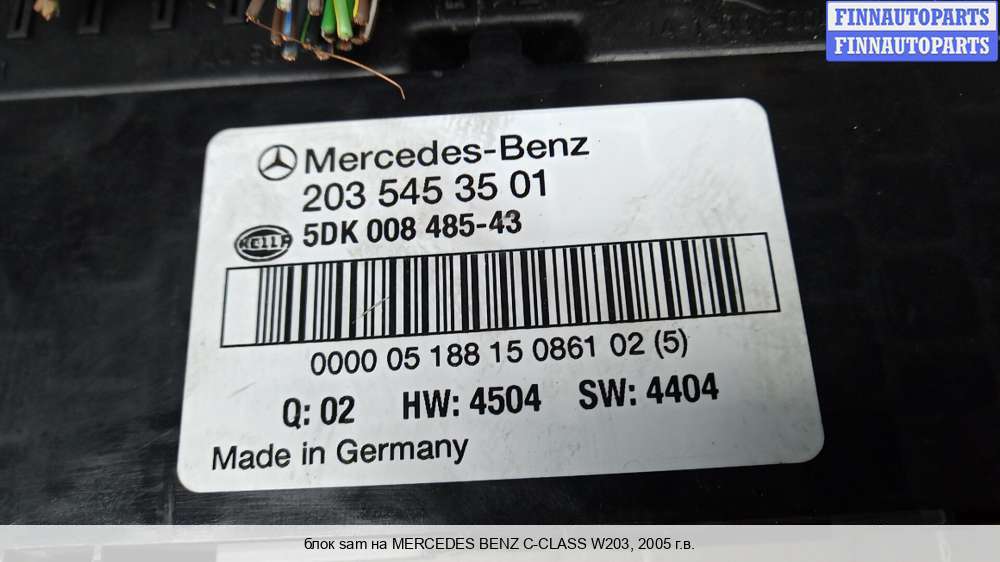 FINNAUTOPARTS
FINNAUTOPARTS
Mercedes-Benz
203 545 35 01
HELLA
5DK 008 485-43
0000 05 188 15 0861 02 (5)
Q: 02 HW: 4504 SW: 4404
Made in Germany
блок sam на MERCEDES BENZ C-CLASS W203, 2005 г.в.